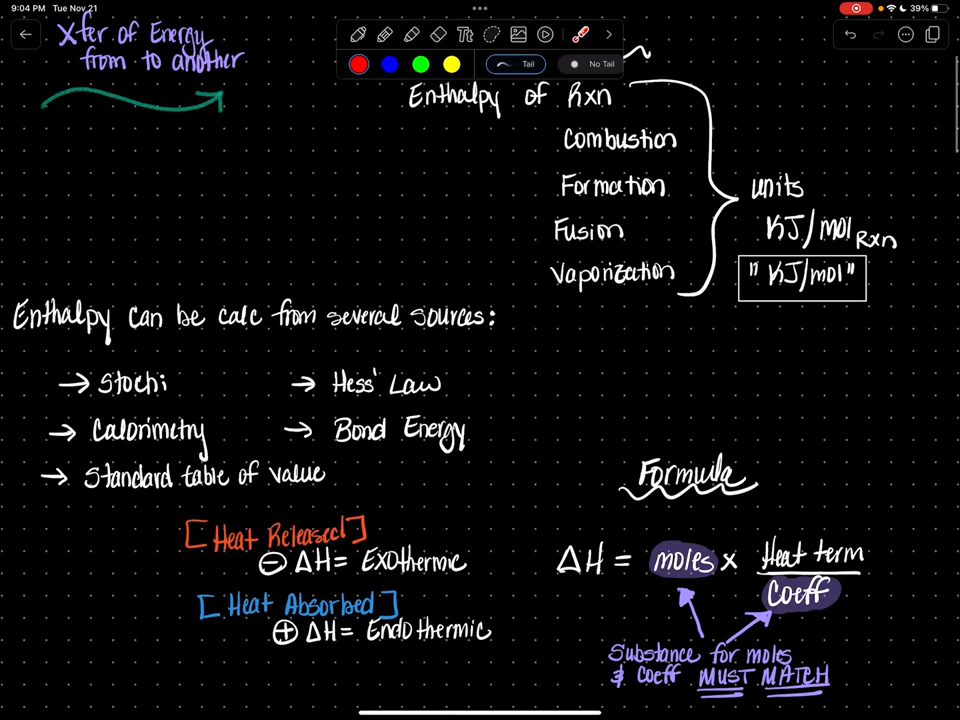 9:04 PM Tue Nov 21
39%
Xfer of Energy
from to another
Tail
No Tail
Enthalpy of Rxn
Combustion
Formation
Fusion
Vaporization
units
KJ/mol Rxn
"KJ/mol"
Enthalpy can be calc from several sources:
→ Stochi
→ Hess' Law
→ Calorimetry
→ Bond Energy
→ Standard table of value
Formula
[Heat Released]
⊖ ΔH = Exothermic
[Heat Absorbed]
⊕ ΔH = Endothermic
ΔH = moles x Heat term
Coeff
Substance for moles
& Coeff MUST MATCH